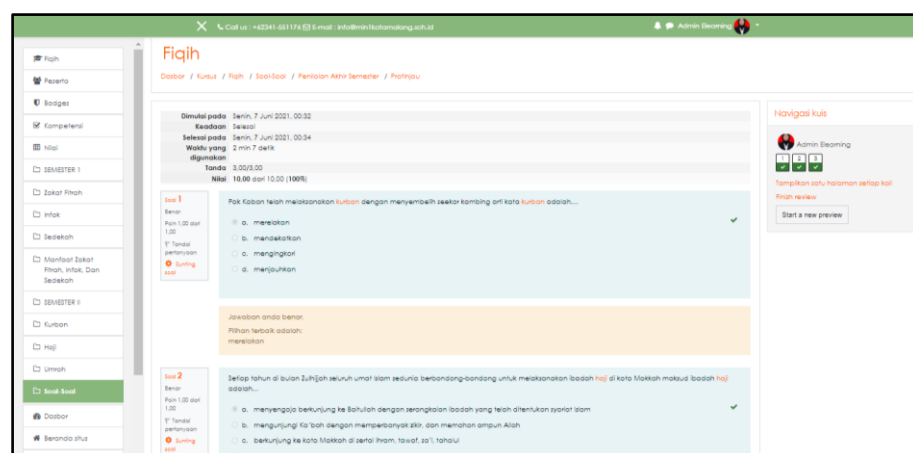 Call us : +62341-551176 E-mail : info@min1kotamalang.sch.id
Admin Elearning
Fiqih
Peserta
Badges
Kompetensi
Nilai
SEMESTER 1
Zakat Fitrah
Infak
Sedekah
Manfaat Zakat
Fitrah, Infak, Dan
Sedekah
SEMESTER II
Kurban
Haji
Umrah
Soal-Soal
Dasbor
Beranda situs
Fiqih
Dasbor / Kursus / Fiqih / Soal-Soal / Penilaian Akhir Semester / Pratinjau
Dimulai pada Senin, 7 Juni 2021, 00:32
Keadaan Selesai
Selesai pada Senin, 7 Juni 2021, 00:34
Waktu yang 2 min 7 detik
digunakan
Tanda 3,00/3,00
Nilai 10,00 dari 10,00 (100%)
Soal 1
Benar
Poin 1,00 dari
1,00
Tandai
pertanyaan
Sunting
soal
Pak Kaban telah melaksanakan kurban dengan menyembelih seekor kambing arti kata kurban adalah....
a. merelakan
b. mendekatkan
c. mengingkari
d. menjauhkan
Jawaban anda benar.
Pilihan terbaik adalah:
merelakan
Soal 2
Benar
Poin 1,00 dari
1,00
Tandai
pertanyaan
Sunting
soal
Setiap tahun di bulan Zulhijjah seluruh umat islam sedunia berbondong-bondong untuk melaksanakan ibadah haji di kota Makkah maksud ibadah haji
adalah...
a. menyengaja berkunjung ke Baitullah dengan serangkaian ibadah yang telah ditentukan syariat Islam
b. mengunjungi Ka'bah dengan memperbanyak zikir, dan memohon ampun Allah
c. berkunjung ke kota Makkah di sertai ihram, tawaf, sa'i, tahalul
Navigasi kuis
Admin Elearning
1 2 3
Tampilkan satu halaman setiap kali
Finish review
Start a new preview